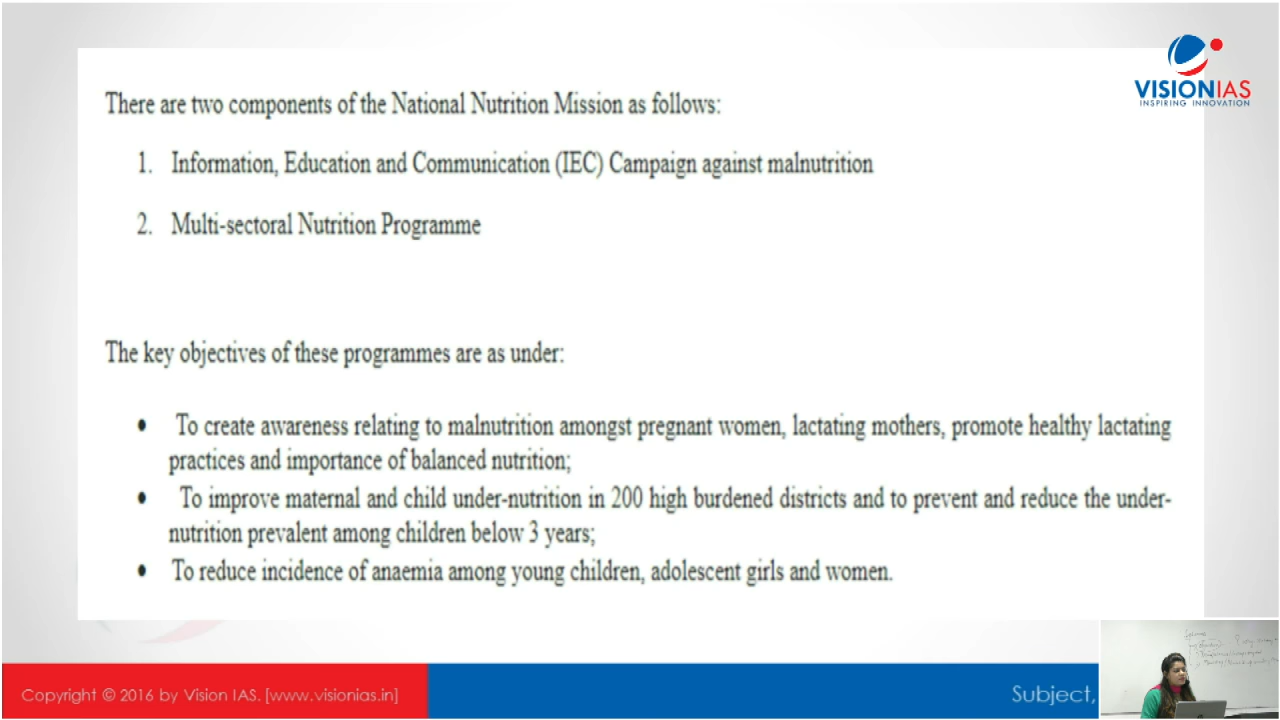 VISIONIAS
INSPIRING INNOVATION
There are two components of the National Nutrition Mission as follows:
1. Information, Education and Communication (IEC) Campaign against malnutrition
2. Multi-sectoral Nutrition Programme
The key objectives of these programmes are as under:
• To create awareness relating to malnutrition amongst pregnant women, lactating mothers, promote healthy lactating
practices and importance of balanced nutrition;
• To improve maternal and child under-nutrition in 200 high burdened districts and to prevent and reduce the under-
nutrition prevalent among children below 3 years;
• To reduce incidence of anaemia among young children, adolescent girls and women.
Copyright © 2016 by Vision IAS. [www.visionias.in]
Subject,